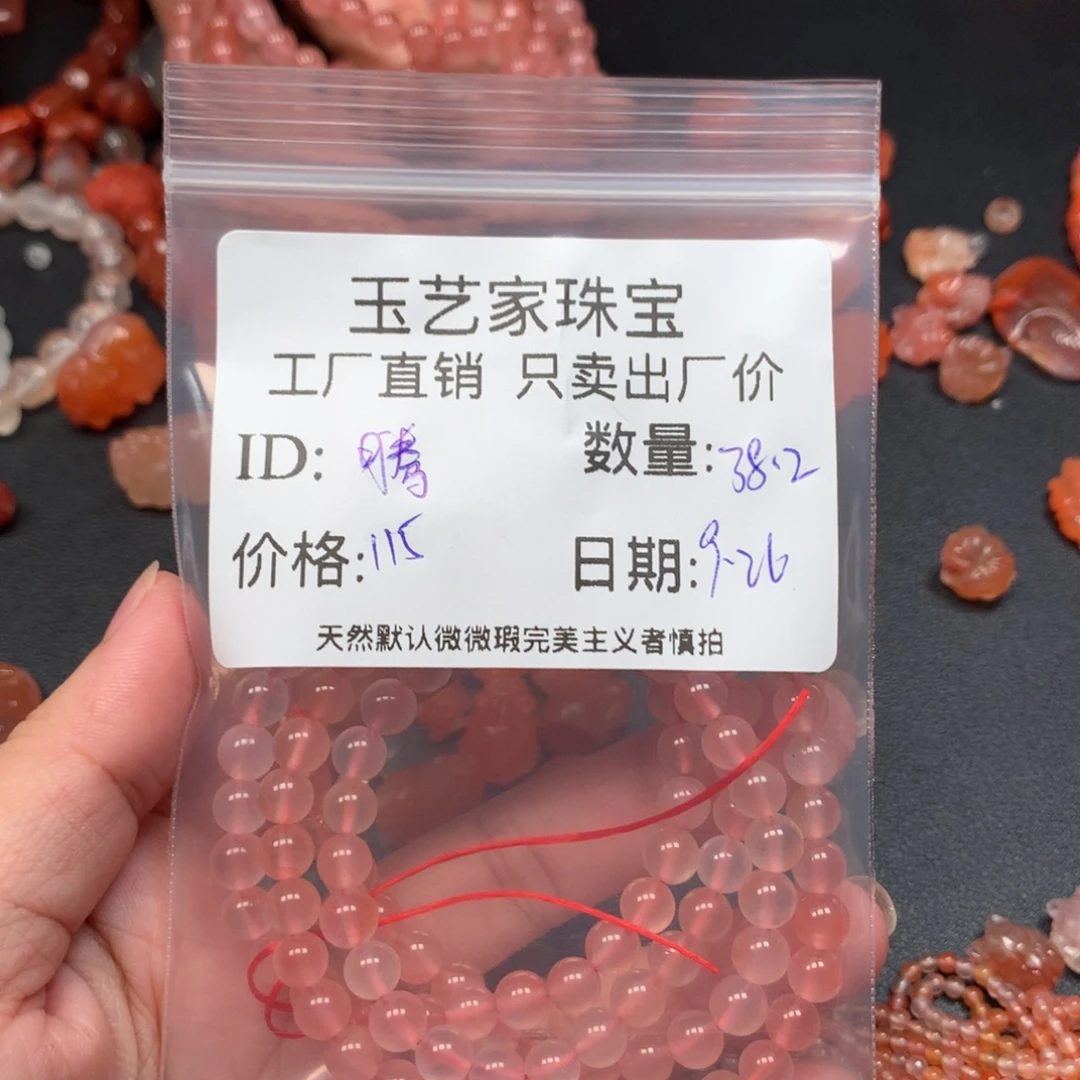 玉艺家珠宝
工厂直销 只卖出厂价
ID: 腾 数量: 38.2
价格: 115 日期: 9-26
天然默认微微瑕完美主义者慎拍